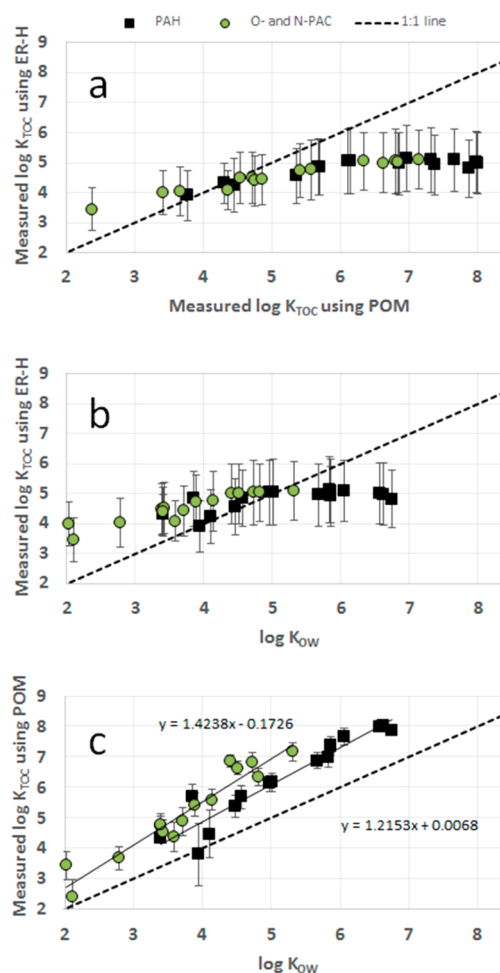 PAH O- and N-PAC 1:1 line
a
Measured log KTOC using ER-H
9
8
7
6
5
4
3
2
2 3 4 5 6 7 8
Measured log KTOC using POM
b
Measured log KTOC using ER-H
9
8
7
6
5
4
3
2
2 3 4 5 6 7 8
log KOW
c
Measured log KTOC using POM
9
8
7
6
5
4
3
2
y = 1.4238x - 0.1726
y = 1.2153x + 0.0068
2 3 4 5 6 7 8
log KOW